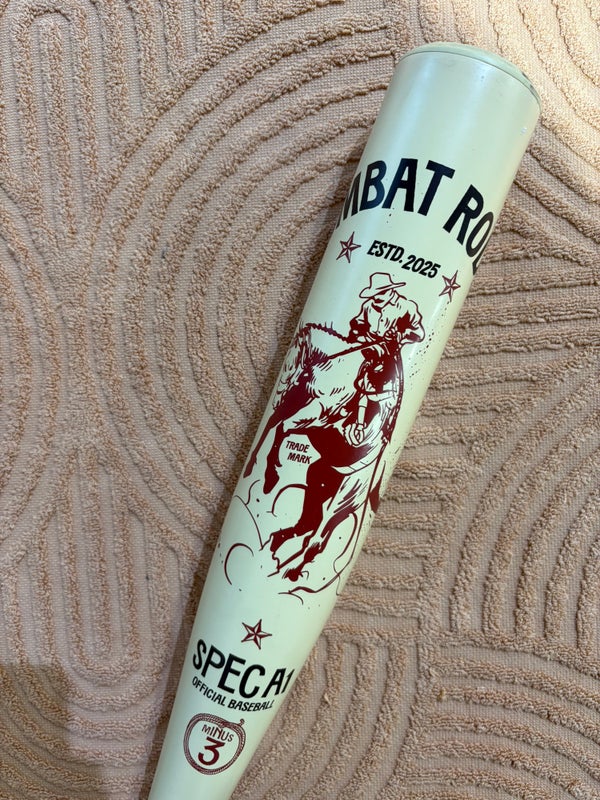 MBAT RO
ESTD. 2025
TRADE
MARK
SPEC A1
OFFICIAL BASEBALL
MINUS
3